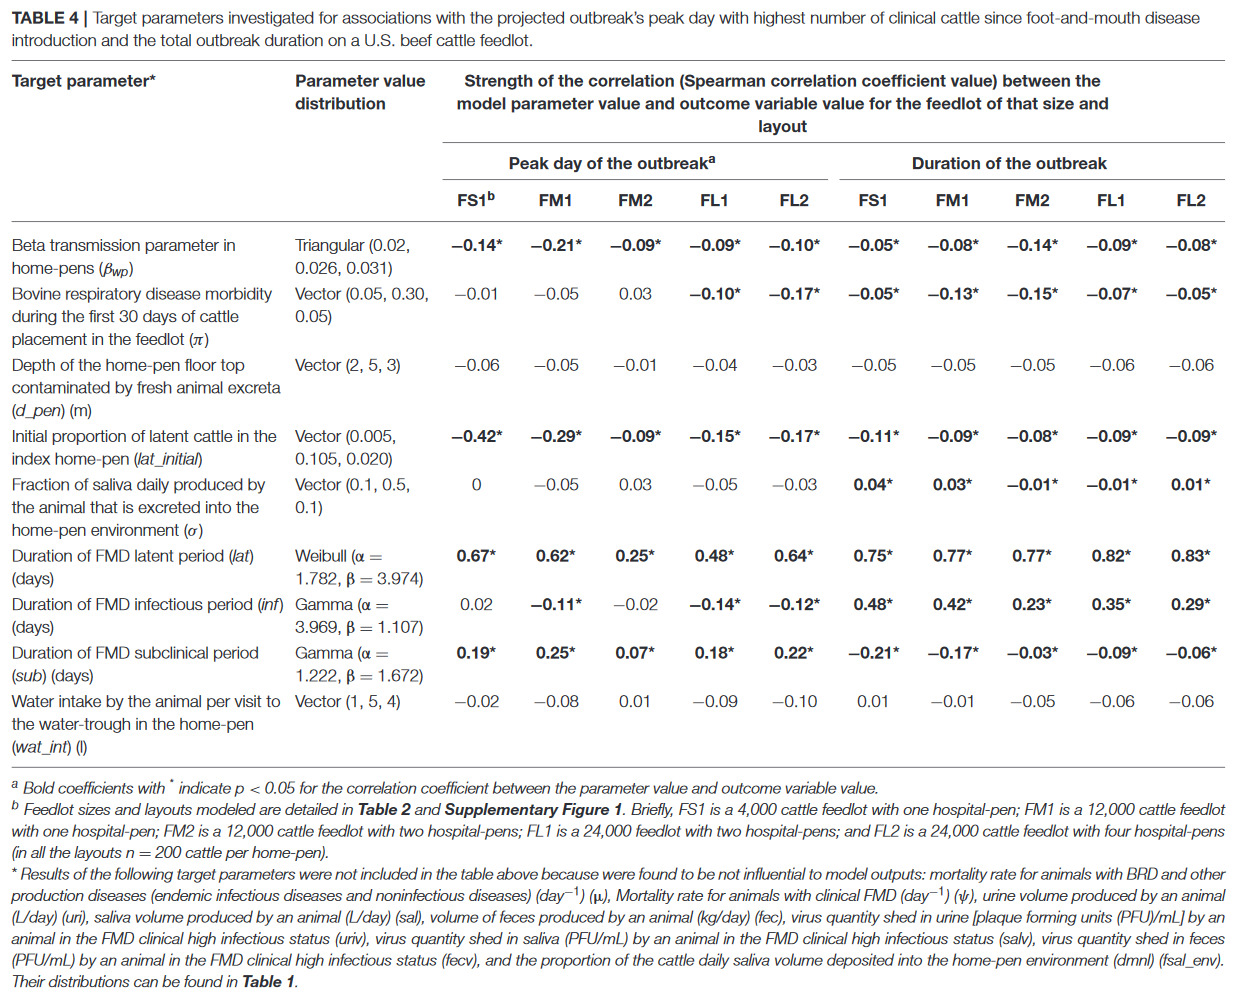 TABLE 4 | Target parameters investigated for associations with the projected outbreak's peak day with highest number of clinical cattle since foot-and-mouth disease
introduction and the total outbreak duration on a U.S. beef cattle feedlot.
Target parameter* Parameter value Strength of the correlation (Spearman correlation coefficient value) between the
distribution model parameter value and outcome variable value for the feedlot of that size and
layout
Peak day of the outbreakᵃ Duration of the outbreak
FS1ᵇ FM1 FM2 FL1 FL2 FS1 FM1 FM2 FL1 FL2
Beta transmission parameter in Triangular (0.02, −0.14* −0.21* −0.09* −0.09* −0.10* −0.05* −0.08* −0.14* −0.09* −0.08*
home-pens (βwp) 0.026, 0.031)
Bovine respiratory disease morbidity Vector (0.05, 0.30, −0.01 −0.05 0.03 −0.10* −0.17* −0.05* −0.13* −0.15* −0.07* −0.05*
during the first 30 days of cattle 0.05)
placement in the feedlot (π)
Depth of the home-pen floor top Vector (2, 5, 3) −0.06 −0.05 −0.01 −0.04 −0.03 −0.05 −0.05 −0.05 −0.06 −0.06
contaminated by fresh animal excreta
(d_pen) (m)
Initial proportion of latent cattle in the Vector (0.005, −0.42* −0.29* −0.09* −0.15* −0.17* −0.11* −0.09* −0.08* −0.09* −0.09*
index home-pen (lat_initial) 0.105, 0.020)
Fraction of saliva daily produced by Vector (0.1, 0.5, 0 −0.05 0.03 −0.05 −0.03 0.04* 0.03* −0.01* −0.01* 0.01*
the animal that is excreted into the 0.1)
home-pen environment (σ)
Duration of FMD latent period (lat) Weibull (α = 0.67* 0.62* 0.25* 0.48* 0.64* 0.75* 0.77* 0.77* 0.82* 0.83*
(days) 1.782, β = 3.974)
Duration of FMD infectious period (inf) Gamma (α = 0.02 −0.11* −0.02 −0.14* −0.12* 0.48* 0.42* 0.23* 0.35* 0.29*
(days) 3.969, β = 1.107)
Duration of FMD subclinical period Gamma (α = 0.19* 0.25* 0.07* 0.18* 0.22* −0.21* −0.17* −0.03* −0.09* −0.06*
(sub) (days) 1.222, β = 1.672)
Water intake by the animal per visit to Vector (1, 5, 4) −0.02 −0.08 0.01 −0.09 −0.10 0.01 −0.01 −0.05 −0.06 −0.06
the water-trough in the home-pen
(wat_int) (l)
ᵃ Bold coefficients with * indicate p < 0.05 for the correlation coefficient between the parameter value and outcome variable value.
ᵇ Feedlot sizes and layouts modeled are detailed in Table 2 and Supplementary Figure 1. Briefly, FS1 is a 4,000 cattle feedlot with one hospital-pen; FM1 is a 12,000 cattle feedlot
with one hospital-pen; FM2 is a 12,000 cattle feedlot with two hospital-pens; FL1 is a 24,000 feedlot with two hospital-pens; and FL2 is a 24,000 cattle feedlot with four hospital-pens
(in all the layouts n = 200 cattle per home-pen).
* Results of the following target parameters were not included in the table above because were found to be not influential to model outputs: mortality rate for animals with BRD and other
production diseases (endemic infectious diseases and noninfectious diseases) (day⁻¹) (μ), Mortality rate for animals with clinical FMD (day⁻¹) (ψ), urine volume produced by an animal
(L/day) (uri), saliva volume produced by an animal (L/day) (sal), volume of feces produced by an animal (kg/day) (fec), virus quantity shed in urine [plaque forming units (PFU)/mL] by an
animal in the FMD clinical high infectious status (uriv), virus quantity shed in saliva (PFU/mL) by an animal in the FMD clinical high infectious status (salv), virus quantity shed in feces
(PFU/mL) by an animal in the FMD clinical high infectious status (fecv), and the proportion of the cattle daily saliva volume deposited into the home-pen environment (dmnl) (fsal_env).
Their distributions can be found in Table 1.